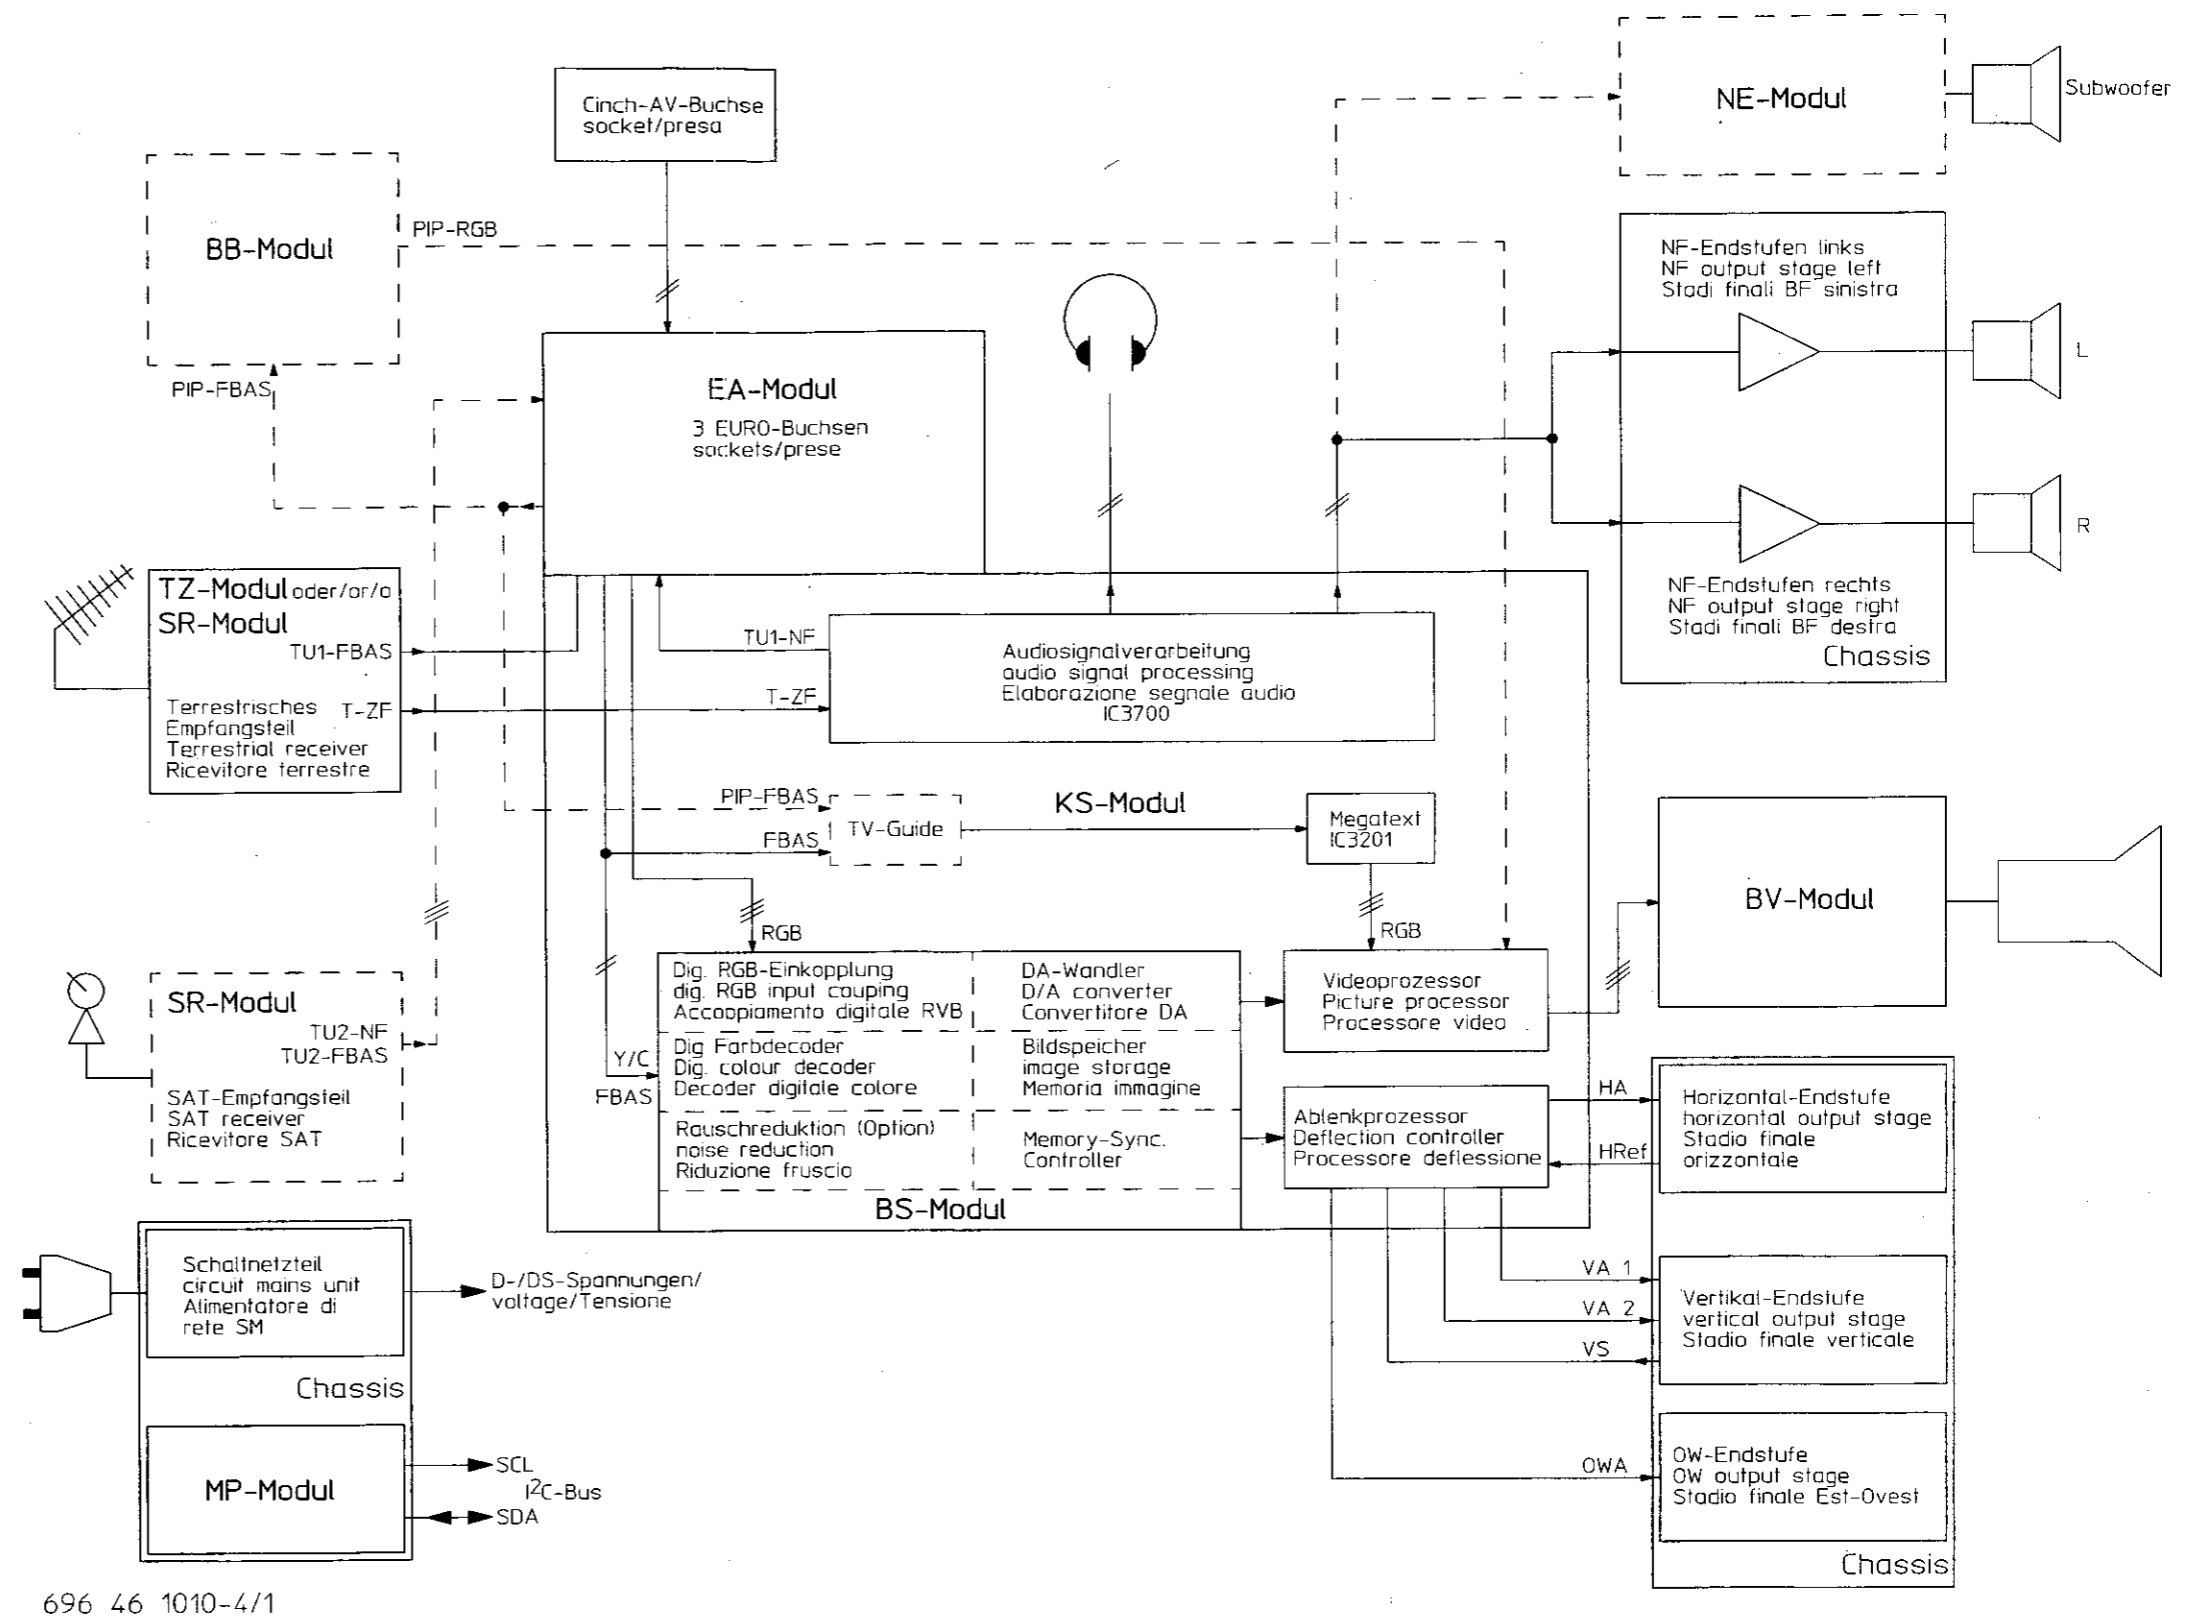 NE-Modul
Subwoofer
Cinch-AV-Buchse
socket/presa
BB-Modul
PIP-RGB
PIP-FBAS
EA-Modul
3 EURO-Buchsen
sockets/prese
NF-Endstufen links
NF output stage left
Stadi finali BF sinistra
L
R
NF-Endstufen rechts
NF output stage right
Stadi finali BF destra
Chassis
TZ-Modul oder/or/o
SR-Modul
TU1-FBAS
Terrestrisches T-ZF
Empfangsteil
Terrestrial receiver
Ricevitore terrestre
TU1-NF
T-ZF
Audiosignalverarbeitung
audio signal processing
Elaborazione segnale audio
IC3700
PIP-FBAS
FBAS
TV-Guide
KS-Modul
Megatext
IC3201
RGB
RGB
BV-Modul
SR-Modul
TU2-NF
TU2-FBAS
SAT-Empfangsteil
SAT receiver
Ricevitore SAT
Y/C
FBAS
Dig. RGB-Einkopplung
dig. RGB input couping
Accoppiamento digitale RVB
DA-Wandler
D/A converter
Convertitore DA
Dig Farbdecoder
Dig. colour decoder
Decoder digitale colore
Bildspeicher
image storage
Memoria immagine
Rauschreduktion (Option)
noise reduction
Riduzione fruscio
Memory-Sync.
Controller
BS-Modul
Videoprozessor
Picture processor
Processore video
Ablenkprozessor
Deflection controller
Processore deflessione
HA
HRef
Horizontal-Endstufe
horizontal output stage
Stadio finale
orizzontale
VA 1
VA 2
VS
Vertikal-Endstufe
vertical output stage
Stadio finale verticale
OWA
OW-Endstufe
OW output stage
Stadio finale Est-Ovest
Chassis
Schaltnetzteil
circuit mains unit
Alimentatore di
rete SM
D-/DS-Spannungen/
voltage/Tensione
Chassis
MP-Modul
SCL
I²C-Bus
SDA
696 46 1010-4/1